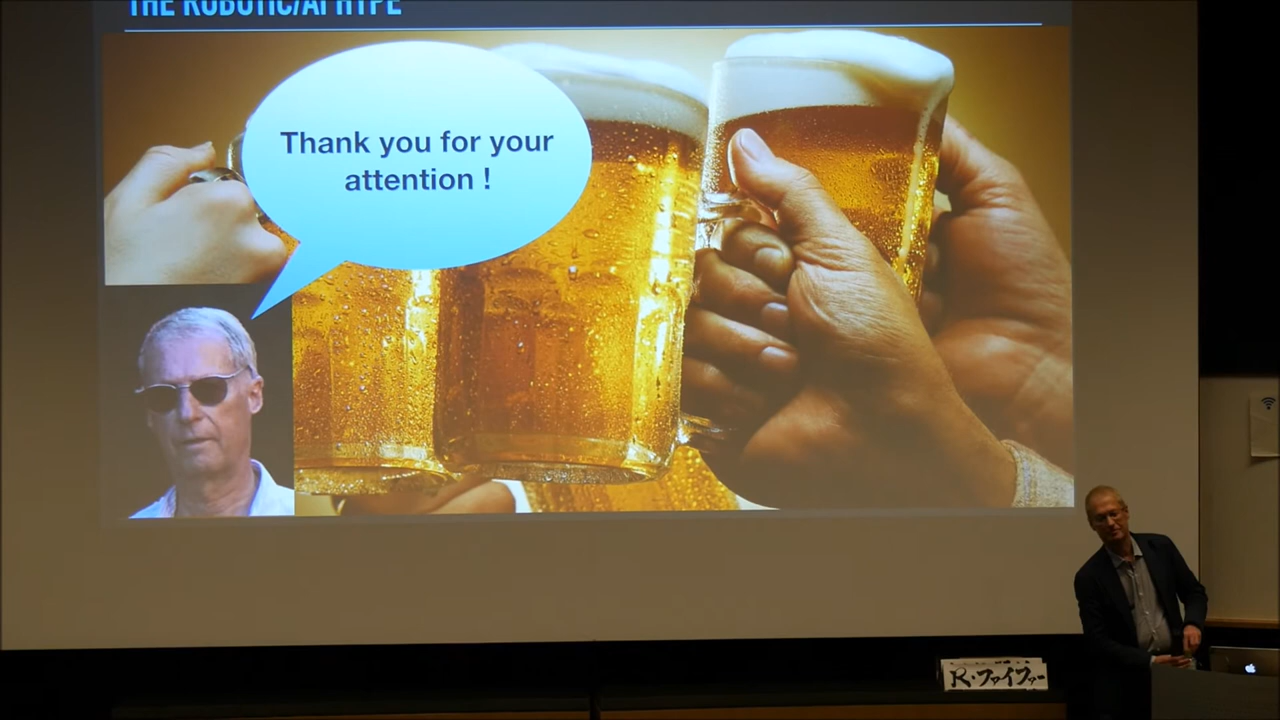 THE ROBOTIC/AI HYPE
Thank you for your
attention !
R・ファイファー